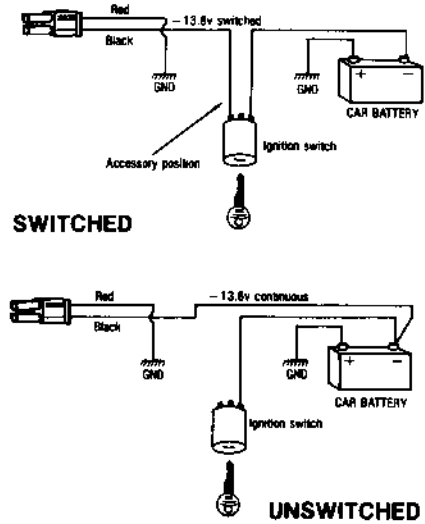 Red
– 13.8v switched
Black
GND
GND
+ –
CAR BATTERY
Ignition switch
Accessory position
SWITCHED
Red
– 13.8v continuous
Black
GND
GND
+ –
CAR BATTERY
Ignition switch
UNSWITCHED